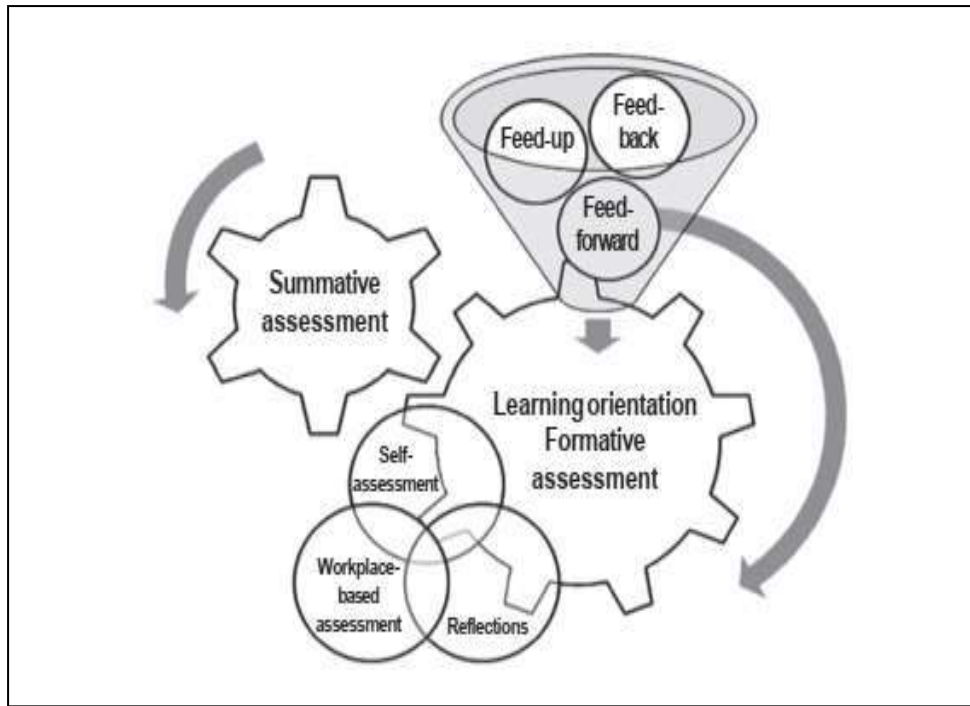 Feed-up
Feed-
back
Feed-
forward
Summative
assessment
Learning orientation
Formative
assessment
Self-
assessment
Workplace-
based
assessment
Reflections